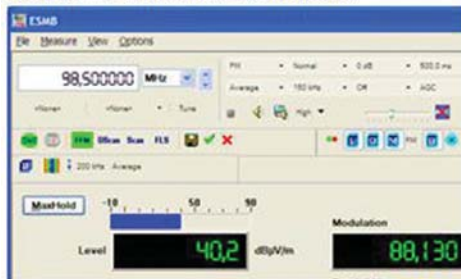 ESMB
File Measure View Options
98,500000 MHz
FM Normal 0 dB 500.0 ms
Average 150 kHz Off AGC
<None> <None> Tune
High
FFM DScan Scan FLS
200 kHz Average
MaxHold -10 50 90
Modulation
Level 40,2 dBµV/m 88,130